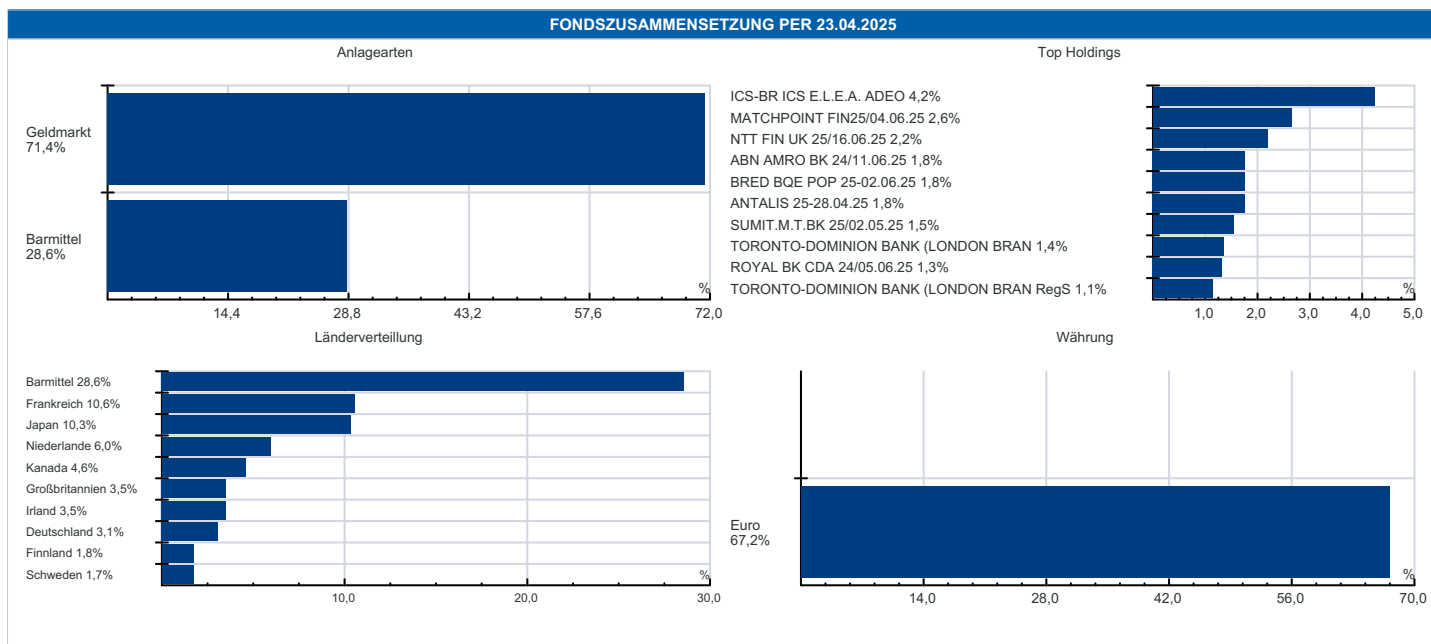 FONDSZUSAMMENSETZUNG PER 23.04.2025
Anlagearten
Geldmarkt
71,4%
Barmittel
28,6%
%
14,4
28,8
43,2
57,6
72,0
Top Holdings
ICS-BR ICS E.L.E.A. ADEO 4,2%
MATCHPOINT FIN25/04.06.25 2,6%
NTT FIN UK 25/16.06.25 2,2%
ABN AMRO BK 24/11.06.25 1,8%
BRED BQE POP 25-02.06.25 1,8%
ANTALIS 25-28.04.25 1,8%
SUMIT.M.T.BK 25/02.05.25 1,5%
TORONTO-DOMINION BANK (LONDON BRAN 1,4%
ROYAL BK CDA 24/05.06.25 1,3%
TORONTO-DOMINION BANK (LONDON BRAN RegS 1,1%
%
1,0
2,0
3,0
4,0
5,0
Länderverteillung
Barmittel 28,6%
Frankreich 10,6%
Japan 10,3%
Niederlande 6,0%
Kanada 4,6%
Großbritannien 3,5%
Irland 3,5%
Deutschland 3,1%
Finnland 1,8%
Schweden 1,7%
%
10,0
20,0
30,0
Währung
Euro
67,2%
%
14,0
28,0
42,0
56,0
70,0